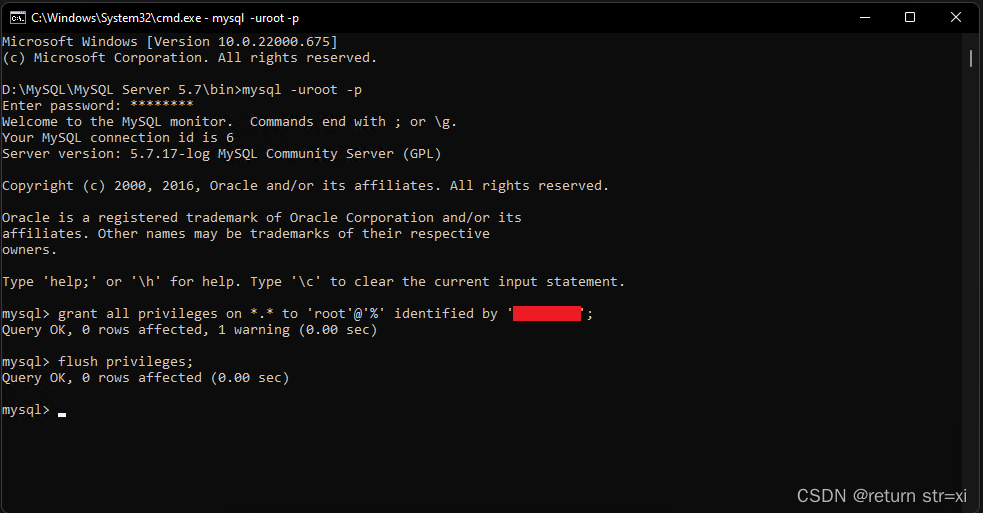 C:\Windows\System32\cmd.exe - mysql  -uroot -p
Microsoft Windows [Version 10.0.22000.675]
(c) Microsoft Corporation. All rights reserved.
D:\MySQL\MySQL Server 5.7\bin>mysql -uroot -p
Enter password: ********
Welcome to the MySQL monitor.  Commands end with ; or \g.
Your MySQL connection id is 6
Server version: 5.7.17-log MySQL Community Server (GPL)
Copyright (c) 2000, 2016, Oracle and/or its affiliates. All rights reserved.
Oracle is a registered trademark of Oracle Corporation and/or its
affiliates. Other names may be trademarks of their respective
owners.
Type 'help;' or '\h' for help. Type '\c' to clear the current input statement.
mysql> grant all privileges on *.* to 'root'@'%' identified by '';
Query OK, 0 rows affected, 1 warning (0.00 sec)
mysql> flush privileges;
Query OK, 0 rows affected (0.00 sec)
mysql>
CSDN @return str=xi